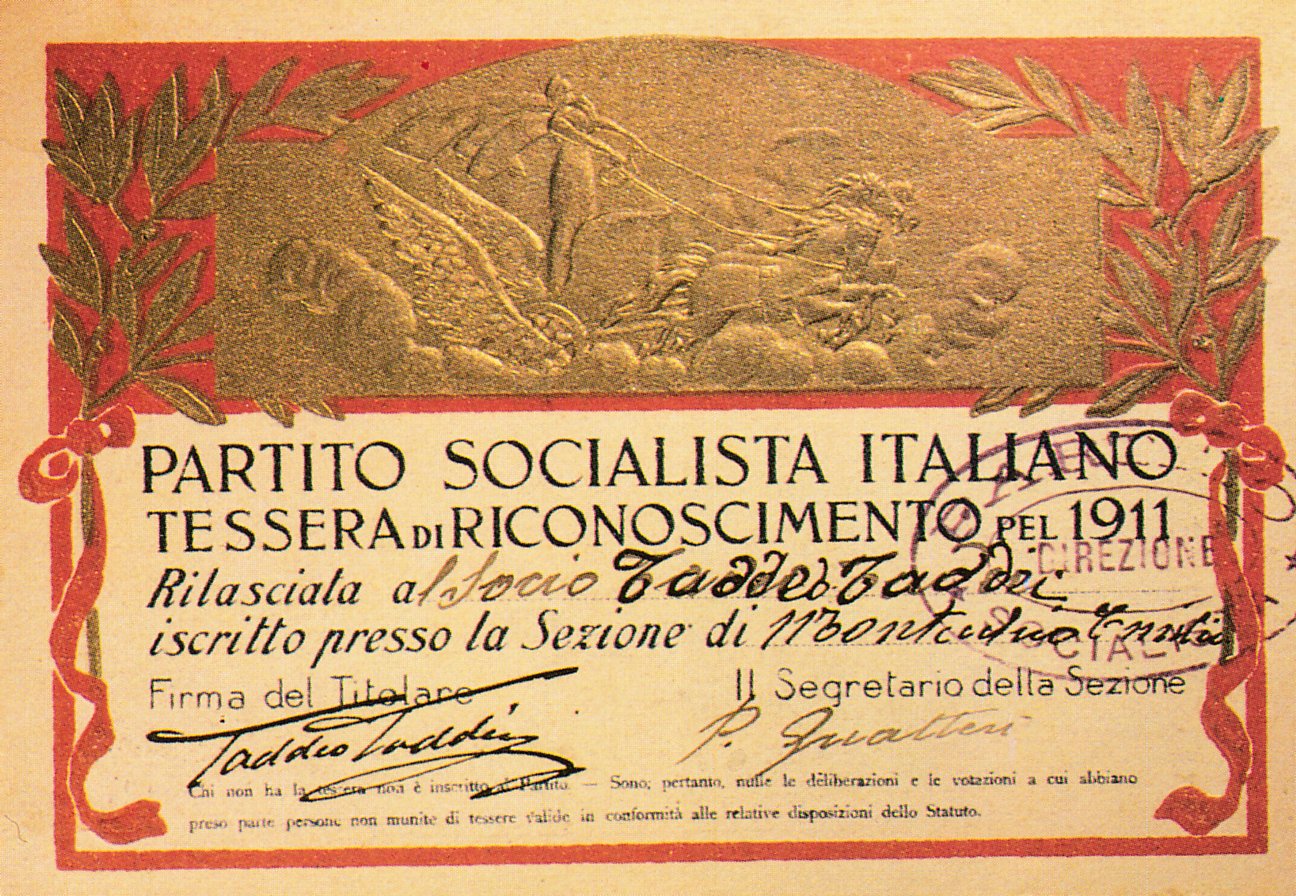 PARTITO SOCIALISTA ITALIANO
TESSERA DI RICONOSCIMENTO PEL 1911
Rilasciata al Socio Taddeo Taddei
iscritto presso la Sezione di
Firma del Titolare
Il Segretario della Sezione
Taddeo Taddei
P. Gualtieri
Chi non ha la tessera non è inscritto al Partito. — Sono, pertanto, nulle le deliberazioni e le votazioni a cui abbiano
preso parte persone non munite di tessere valide in conformità alle relative disposizioni dello Statuto.
DIREZIONE